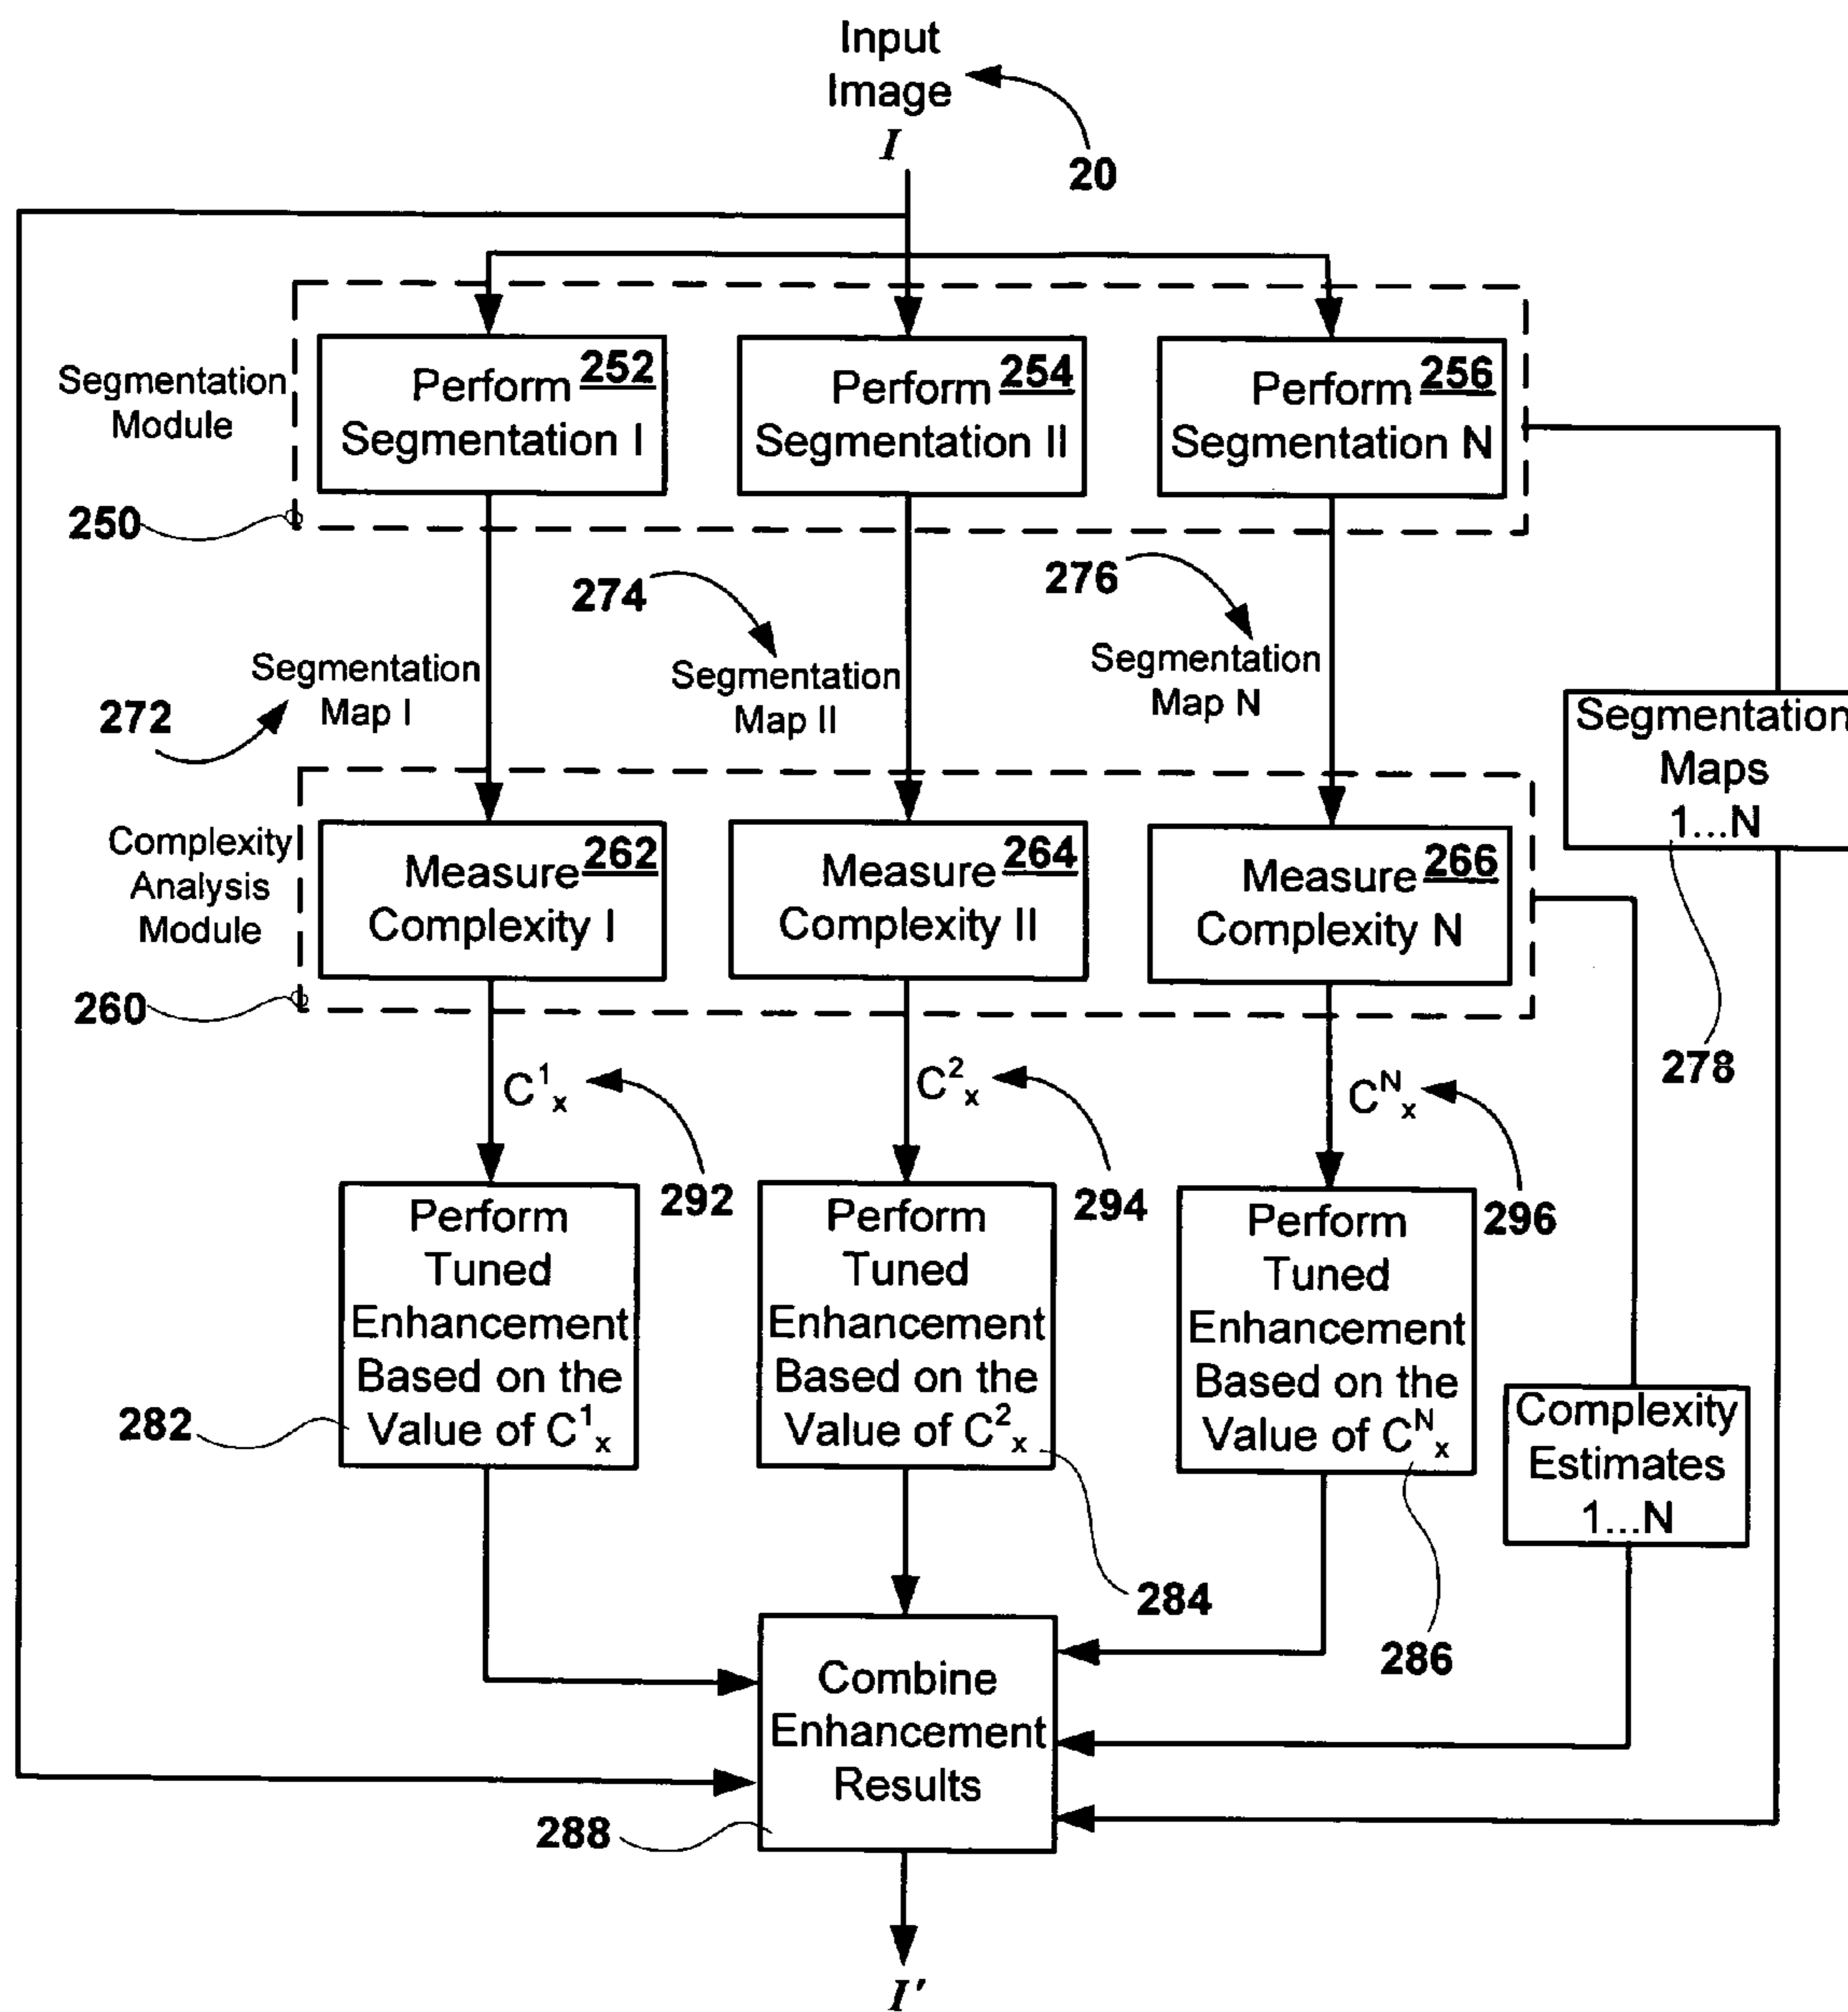 Input
Image
I
20
Segmentation
Module
250
Perform 252
Segmentation I
Perform 254
Segmentation II
Perform 256
Segmentation N
272
Segmentation
Map I
274
Segmentation
Map II
276
Segmentation
Map N
Segmentation
Maps
1...N
278
Complexity
Analysis
Module
260
Measure 262
Complexity I
Measure 264
Complexity II
Measure 266
Complexity N
C¹ₓ
292
C²ₓ
294
Cᴺₓ
296
Perform
Tuned
Enhancement
Based on the
Value of C¹ₓ
282
Perform
Tuned
Enhancement
Based on the
Value of C²ₓ
284
Perform
Tuned
Enhancement
Based on the
Value of Cᴺₓ
286
Complexity
Estimates
1...N
Combine
Enhancement
Results
288
I'